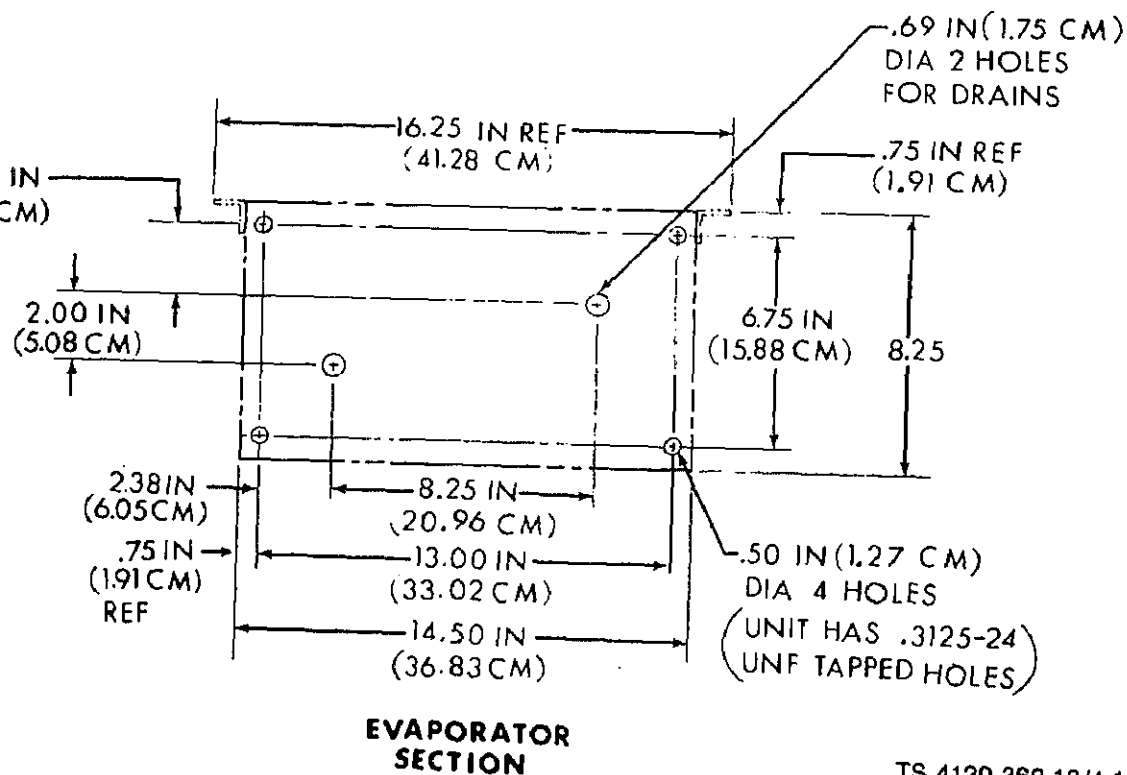 .69 IN (1.75 CM)
DIA 2 HOLES
FOR DRAINS
16.25 IN REF
(41.28 CM)
.75 IN REF
(1.91 CM)
IN
CM)
2.00 IN
(5.08 CM)
6.75 IN
(15.88 CM)
8.25
2.38 IN
(6.05 CM)
8.25 IN
(20.96 CM)
.75 IN
(1.91 CM)
REF
13.00 IN
(33.02 CM)
14.50 IN
(36.83 CM)
.50 IN (1.27 CM)
DIA 4 HOLES
(UNIT HAS .3125-24
UNF TAPPED HOLES)
EVAPORATOR
SECTION